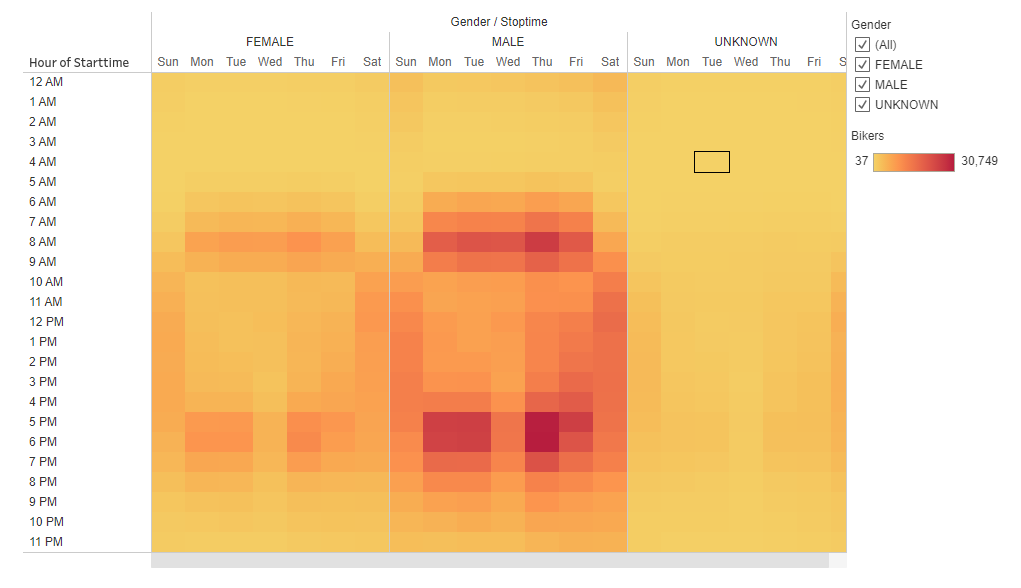 Gender / Stoptime
FEMALE MALE UNKNOWN
Hour of Starttime Sun Mon Tue Wed Thu Fri Sat Sun Mon Tue Wed Thu Fri Sat Sun Mon Tue Wed Thu Fri S
12 AM
1 AM
2 AM
3 AM
4 AM
5 AM
6 AM
7 AM
8 AM
9 AM
10 AM
11 AM
12 PM
1 PM
2 PM
3 PM
4 PM
5 PM
6 PM
7 PM
8 PM
9 PM
10 PM
11 PM
Gender
(All)
FEMALE
MALE
UNKNOWN
Bikers
37 30,749